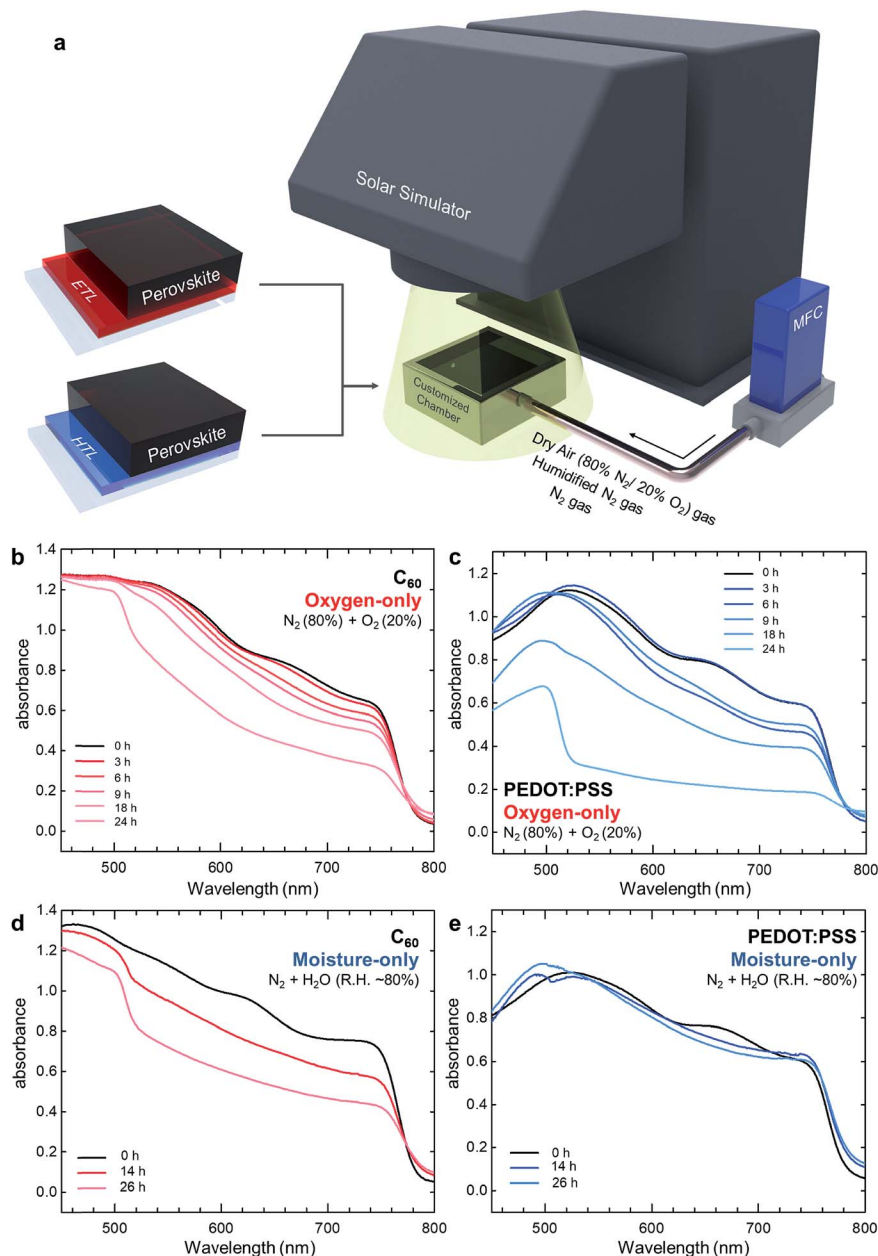 a
Solar Simulator
ETL
Perovskite
HTL
Perovskite
MFC
Customized
Chamber
Dry Air (80% N₂/ 20% O₂) gas
Humidified N₂ gas
N₂ gas
b
C₆₀
Oxygen-only
N₂ (80%) + O₂ (20%)
absorbance
1.4
1.2
1.0
0.8
0.6
0.4
0.2
0.0
0 h
3 h
6 h
9 h
18 h
24 h
500
600
700
800
Wavelength (nm)
c
absorbance
1.2
1.0
0.8
0.6
0.4
0.2
0.0
0 h
3 h
6 h
9 h
18 h
24 h
PEDOT:PSS
Oxygen-only
N₂ (80%) + O₂ (20%)
500
600
700
800
Wavelength (nm)
d
C₆₀
Moisture-only
N₂ + H₂O (R.H. ~80%)
absorbance
1.4
1.2
1.0
0.8
0.6
0.4
0.2
0.0
0 h
14 h
26 h
500
600
700
800
Wavelength (nm)
e
PEDOT:PSS
Moisture-only
N₂ + H₂O (R.H. ~80%)
absorbance
1.2
1.0
0.8
0.6
0.4
0.2
0.0
0 h
14 h
26 h
500
600
700
800
Wavelength (nm)